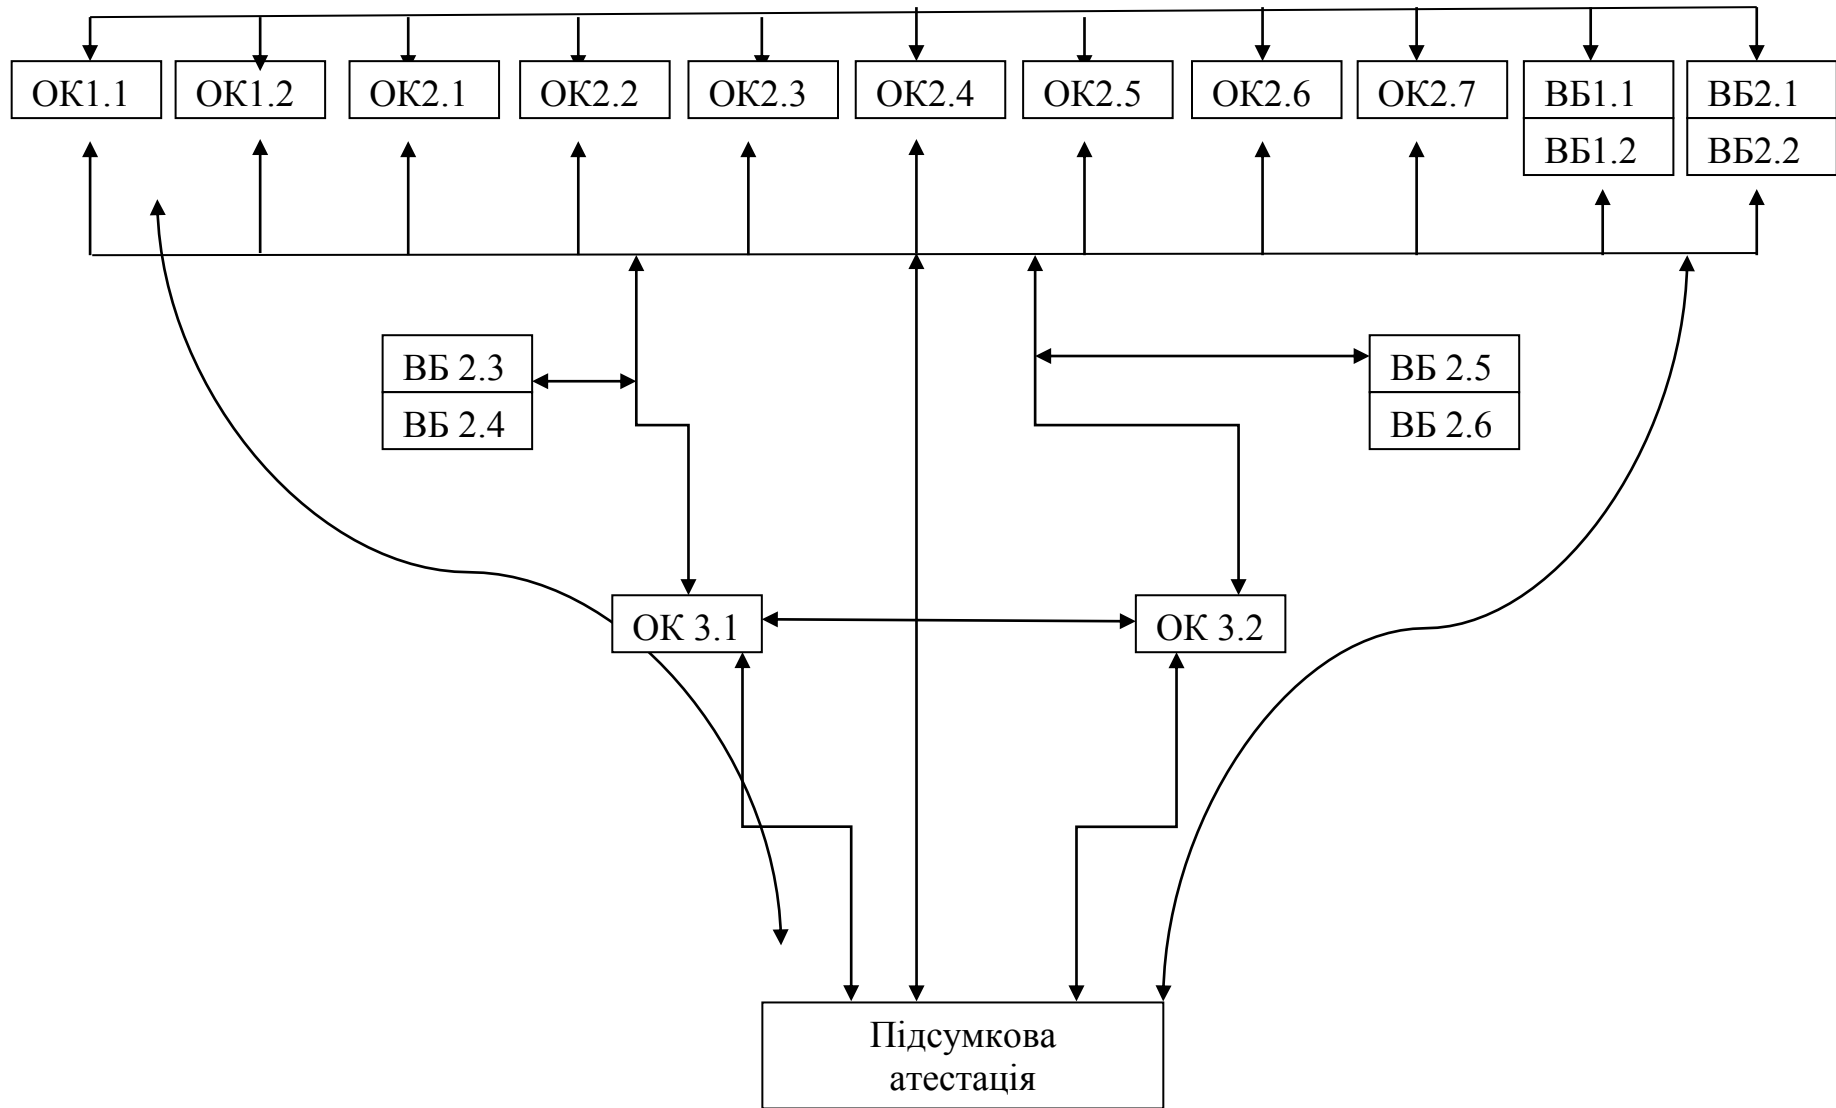 ОК1.1
ОК1.2
ОК2.1
ОК2.2
ОК2.3
ОК2.4
ОК2.5
ОК2.6
ОК2.7
ВБ1.1
ВБ2.1
ВБ1.2
ВБ2.2
ВБ 2.3
ВБ 2.5
ВБ 2.4
ВБ 2.6
ОК 3.1
ОК 3.2
Підсумкова
атестація